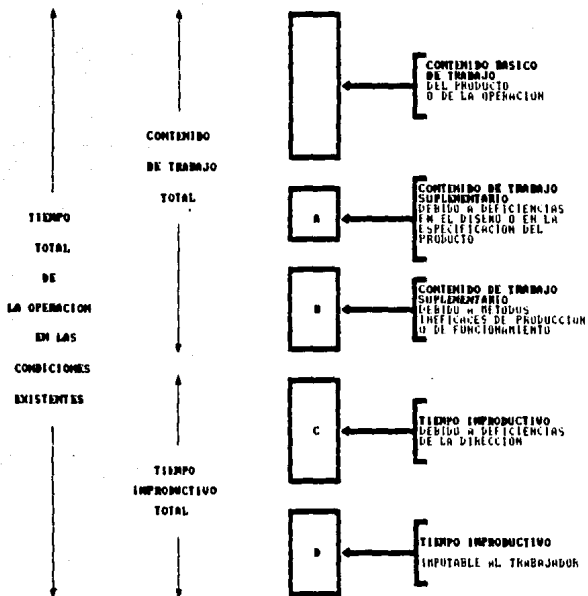 TIEMPO
TOTAL
DE
LA OPERACION
EN LAS
CONDICIONES
EXISTENTES
CONTENIDO
DE TRABAJO
TOTAL
TIEMPO
IMPRODUCTIVO
TOTAL
CONTENIDO BASICO
DE TRABAJO
DEL PRODUCTO
O DE LA OPERACION
A
CONTENIDO DE TRABAJO
SUPLEMENTARIO
DEBIDO A DEFICIENCIAS
EN EL DISENO O EN LA
ESPECIFICACION DEL
PRODUCTO
B
CONTENIDO DE TRABAJO
SUPLEMENTARIO
DEBIDO A METODOS
INEFICACES DE PRODUCCION
O DE FUNCIONAMIENTO
C
TIEMPO IMPRODUCTIVO
DEBIDO A DEFICIENCIAS
DE LA DIRECCION
D
TIEMPO IMPRODUCTIVO
IMPUTABLE AL TRABAJADOR